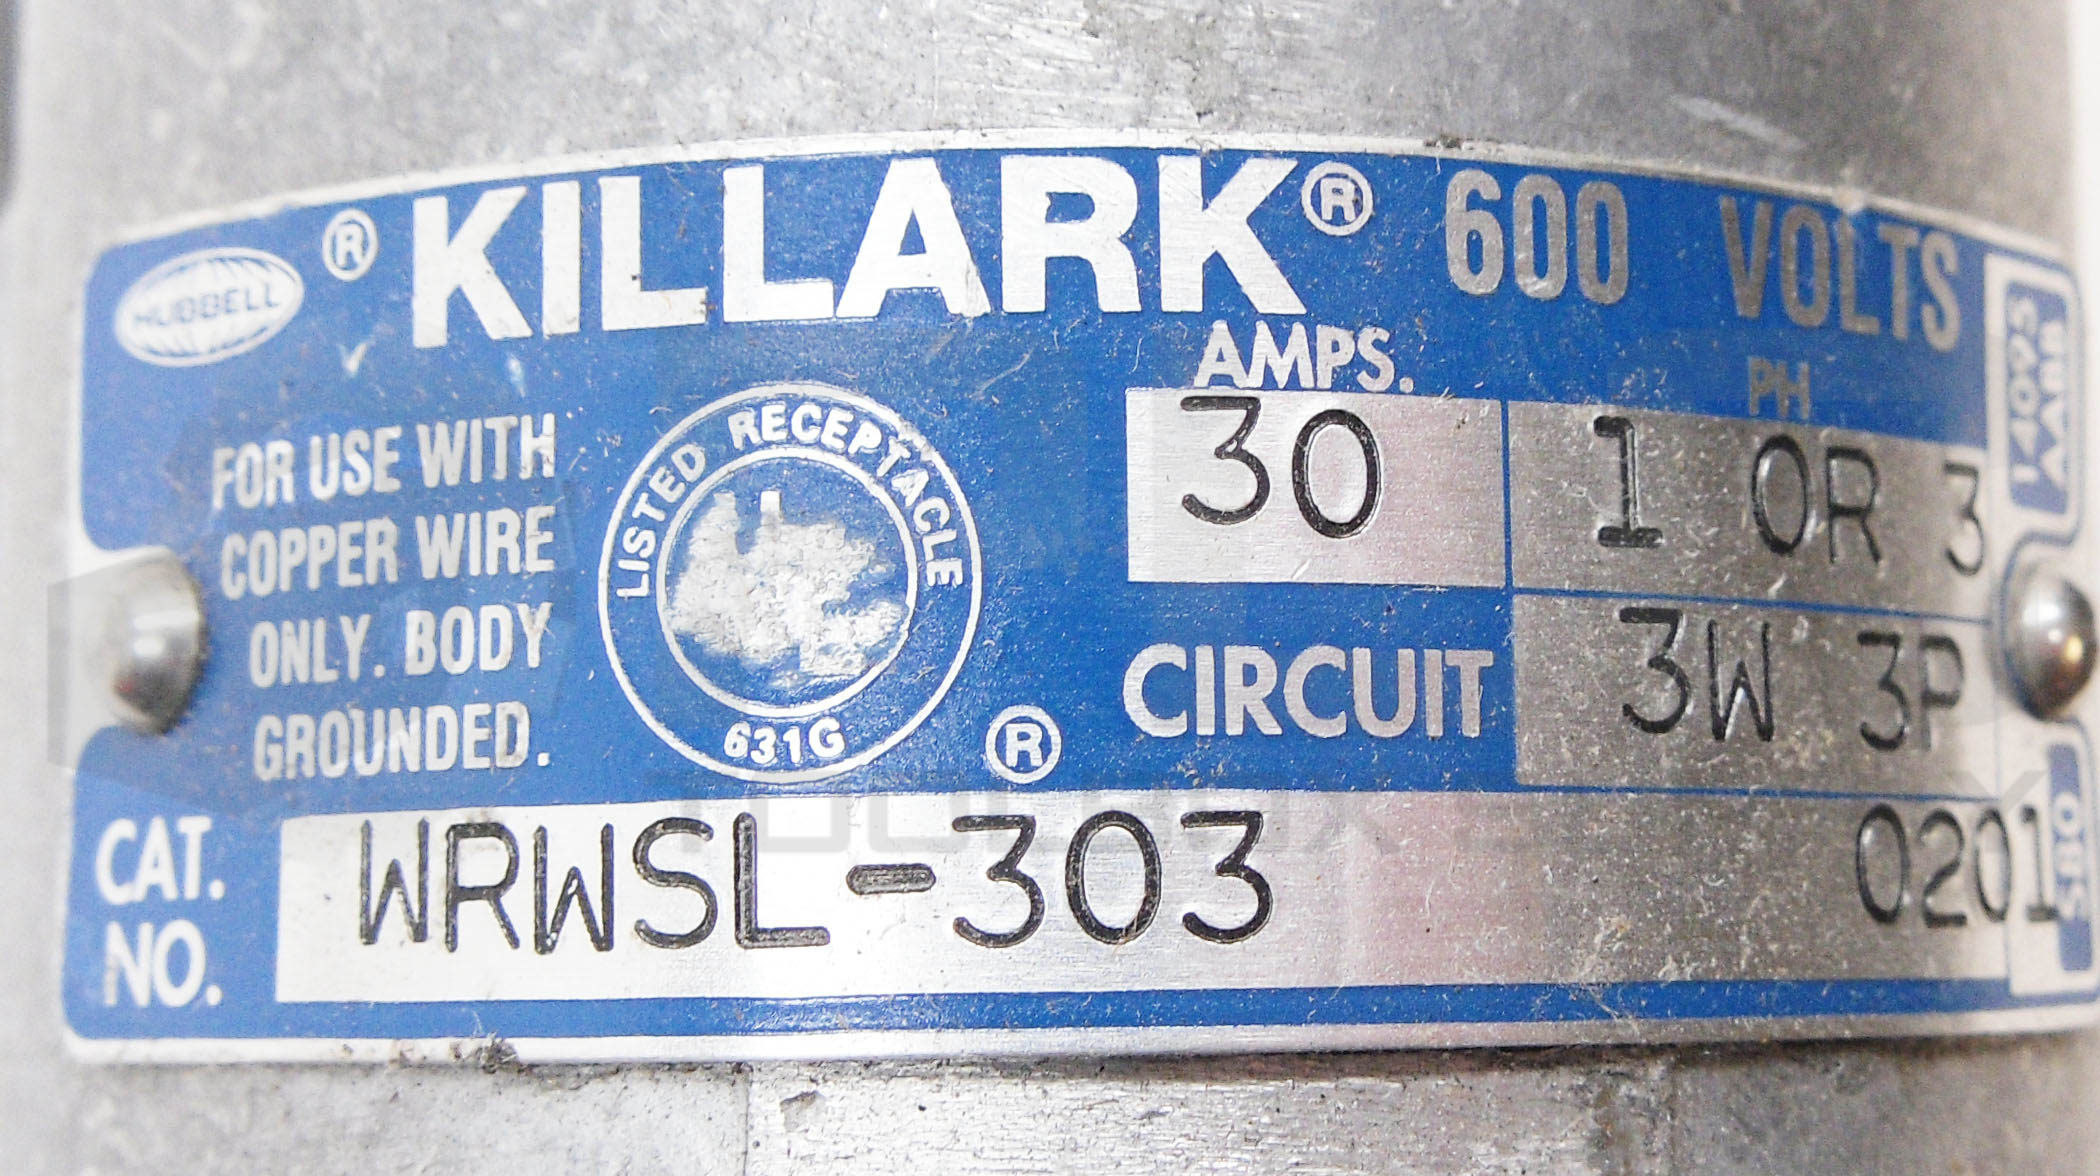 HUBBELL ® KILLARK® 600 VOLTS
AMPS. PH
30 1 OR 3
FOR USE WITH
COPPER WIRE
ONLY. BODY
GROUNDED.
LISTED RECEPTACLE
631G
®
CIRCUIT 3W 3P
CAT.
NO.
WRWSL-303 0201